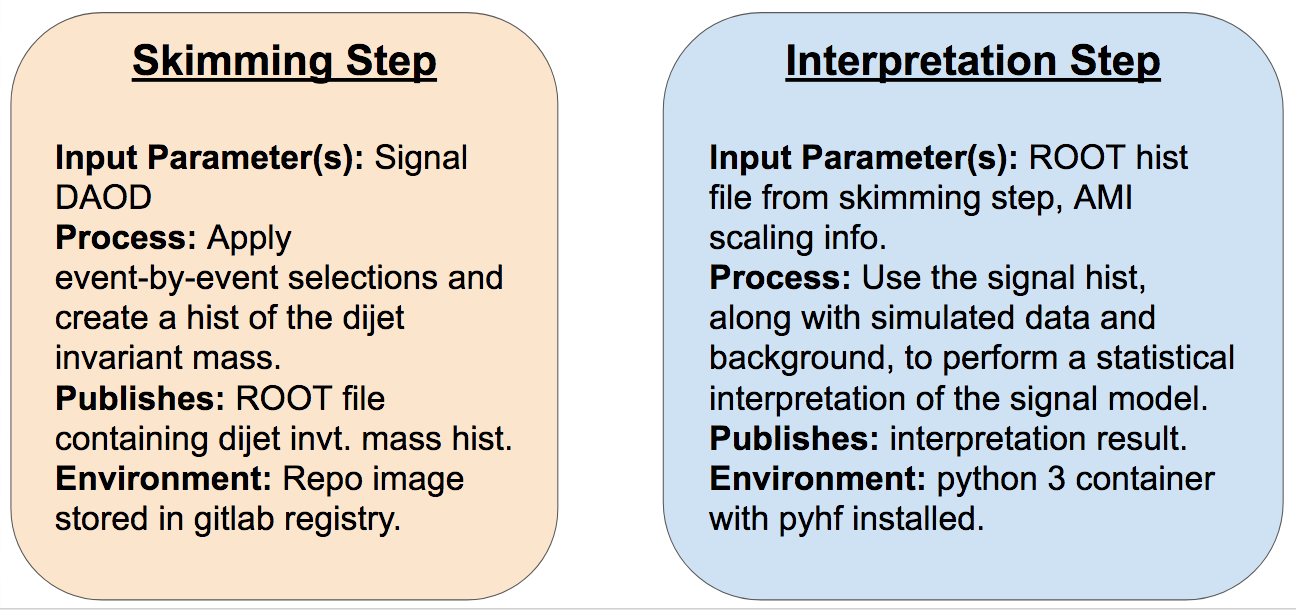 Skimming Step
Input Parameter(s): Signal
DAOD
Process: Apply
event-by-event selections and
create a hist of the dijet
invariant mass.
Publishes: ROOT file
containing dijet invt. mass hist.
Environment: Repo image
stored in gitlab registry.
Interpretation Step
Input Parameter(s): ROOT hist
file from skimming step, AMI
scaling info.
Process: Use the signal hist,
along with simulated data and
background, to perform a statistical
interpretation of the signal model.
Publishes: interpretation result.
Environment: python 3 container
with pyhf installed.